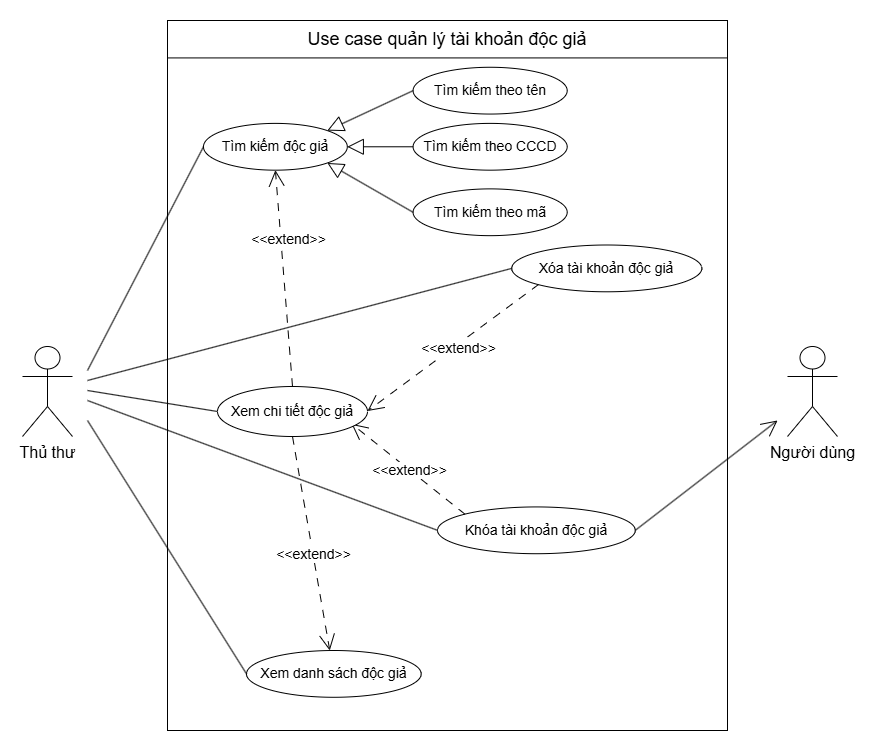 Use case quản lý tài khoản độc giả
Tìm kiếm theo tên
Tìm kiếm độc giả
Tìm kiếm theo CCCD
Tìm kiếm theo mã
<<extend>>
Xóa tài khoản độc giả
<<extend>>
Xem chi tiết độc giả
Thủ thư
Người dùng
<<extend>>
Khóa tài khoản độc giả
<<extend>>
Xem danh sách độc giả